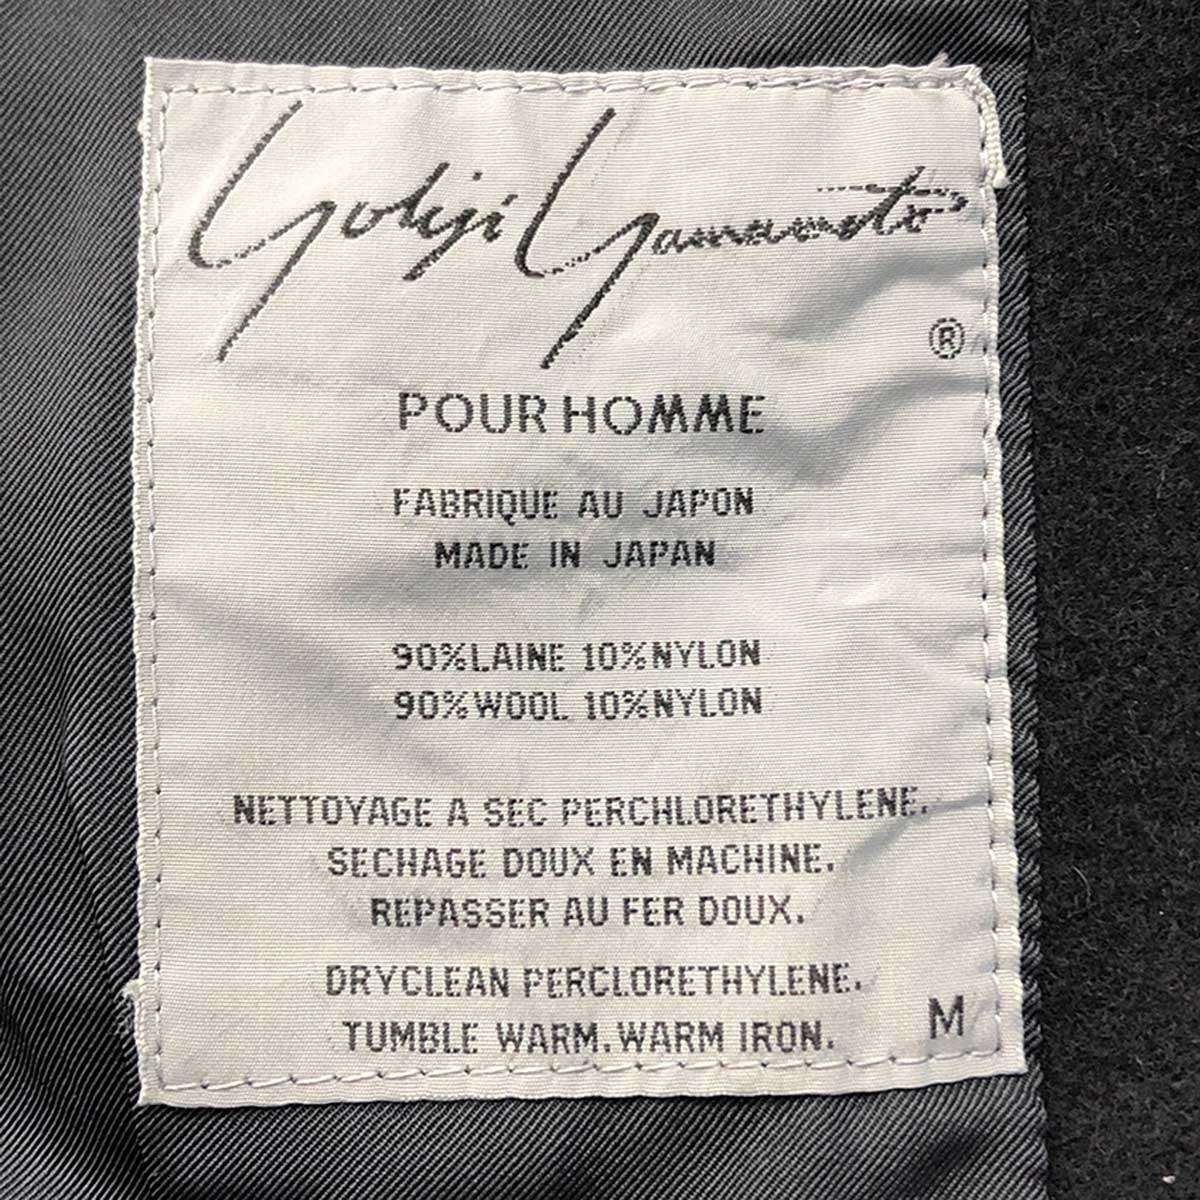 Yohji Yamamoto
®
POUR HOMME
FABRIQUE AU JAPON
MADE IN JAPAN
90%LAINE 10%NYLON
90%WOOL 10%NYLON
NETTOYAGE A SEC PERCHLORETHYLENE.
SECHAGE DOUX EN MACHINE.
REPASSER AU FER DOUX.
DRYCLEAN PERCLORETHYLENE.
TUMBLE WARM. WARM IRON.
M